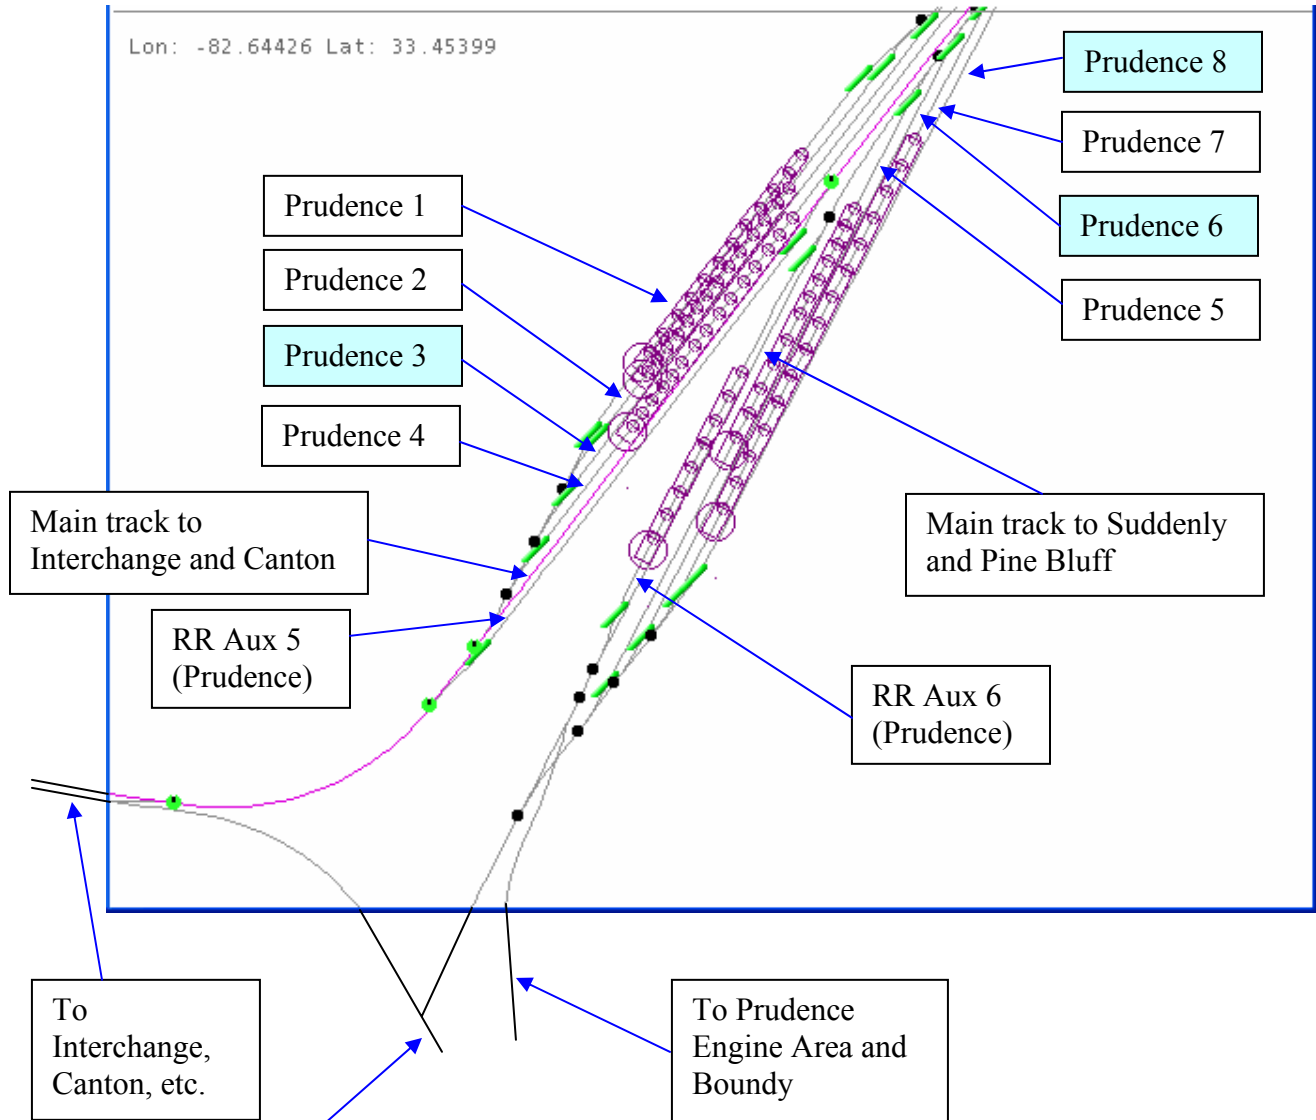 Lon: -82.64426 Lat: 33.45399
Prudence 8
Prudence 7
Prudence 6
Prudence 5
Prudence 1
Prudence 2
Prudence 3
Prudence 4
Main track to
Interchange and Canton
Main track to Suddenly
and Pine Bluff
RR Aux 5
(Prudence)
RR Aux 6
(Prudence)
To
Interchange,
Canton, etc.
To Prudence
Engine Area and
Boundy